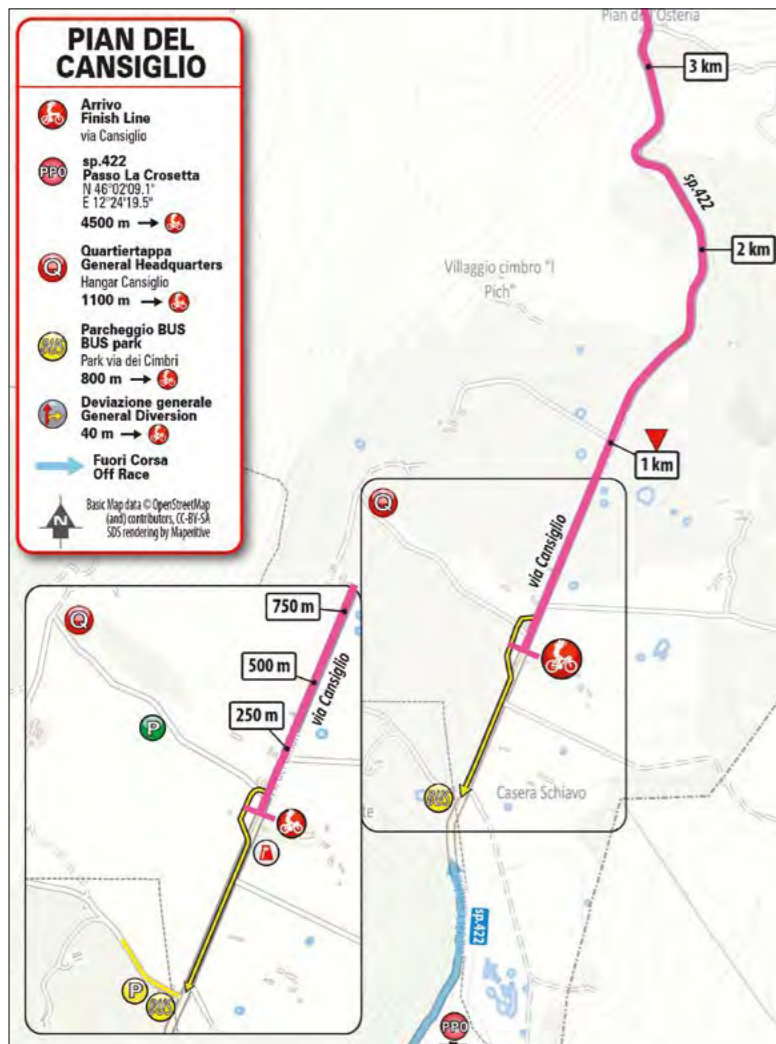 PIAN DEL
CANSIGLIO
Arrivo
Finish Line
via Cansiglio
PPO
sp.422
Passo La Crosetta
N 46°02'09.1"
E 12°24'19.5"
4500 m
Q
Quartiertappa
General Headquarters
Hangar Cansiglio
1100 m
BUS
Parcheggio BUS
BUS park
Park via dei Cimbri
800 m
Deviazione generale
General Diversion
40 m
Fuori Corsa
Off Race
N
Basic Map data © OpenStreetMap
(and) contributors, CC-BY-SA
SDS rendering by Maperitive
Pian dell'Osteria
3 km
sp.422
2 km
Villaggio cimbro "I
Pich"
1 km
Q
via Cansiglio
BUS
Casera Schiavo
sp.422
PPO
Q
750 m
500 m
via Cansiglio
250 m
P
P
BUS
te